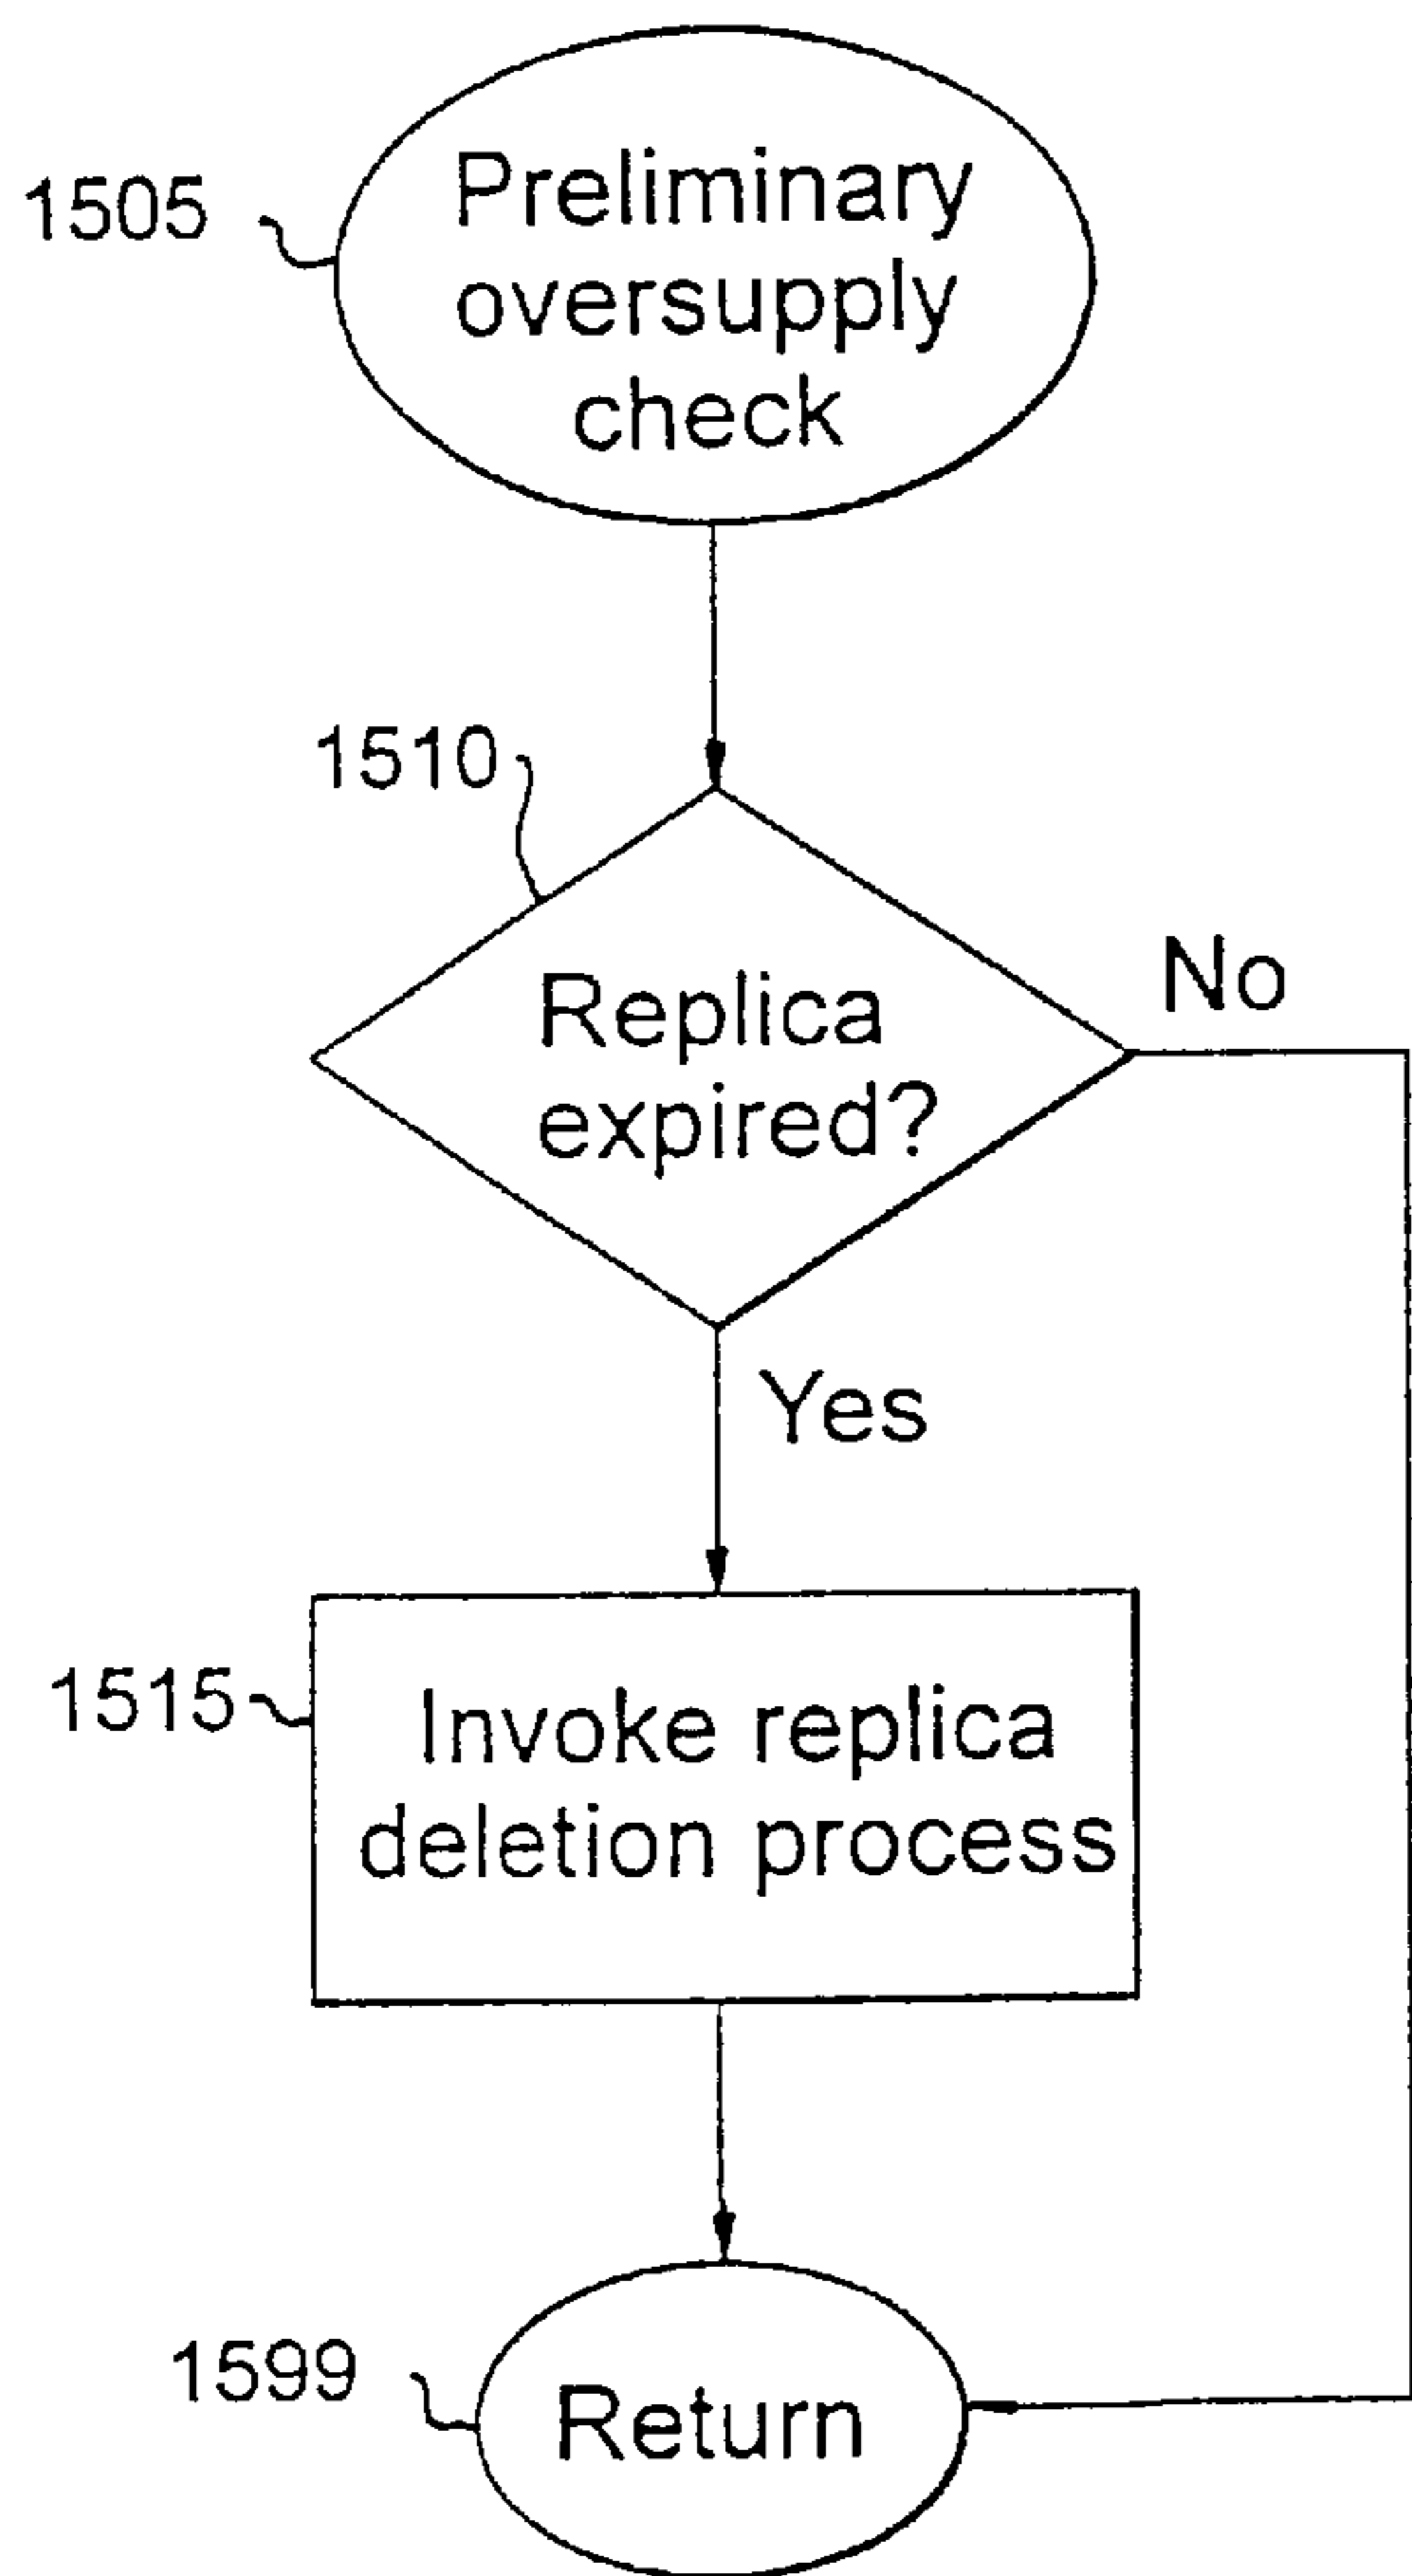 1505
Preliminary
oversupply
check
1510
No
Replica
expired?
Yes
1515
Invoke replica
deletion process
1599
Return